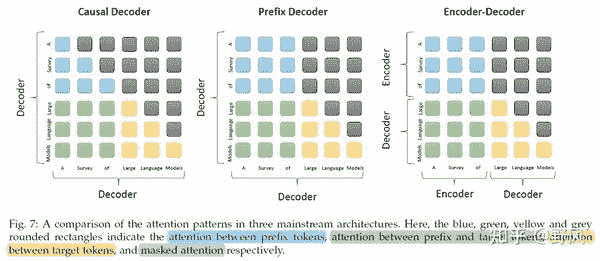 Causal Decoder
Prefix Decoder
Encoder-Decoder
Decoder
A
Survey
of
Large
Language
Models
A Survey of Large Language Models
Decoder
Decoder
A
Survey
of
Large
Language
Models
A Survey of Large Language Models
Decoder
Encoder
Decoder
A
Survey
of
Large
Language
Models
A Survey of Large Language Models
Encoder
Decoder
Fig. 7: A comparison of the attention patterns in three mainstream architectures. Here, the blue, green, yellow and grey
rounded rectangles indicate the attention between prefix tokens, attention between prefix and
between target tokens, and masked attention respectively.
知乎